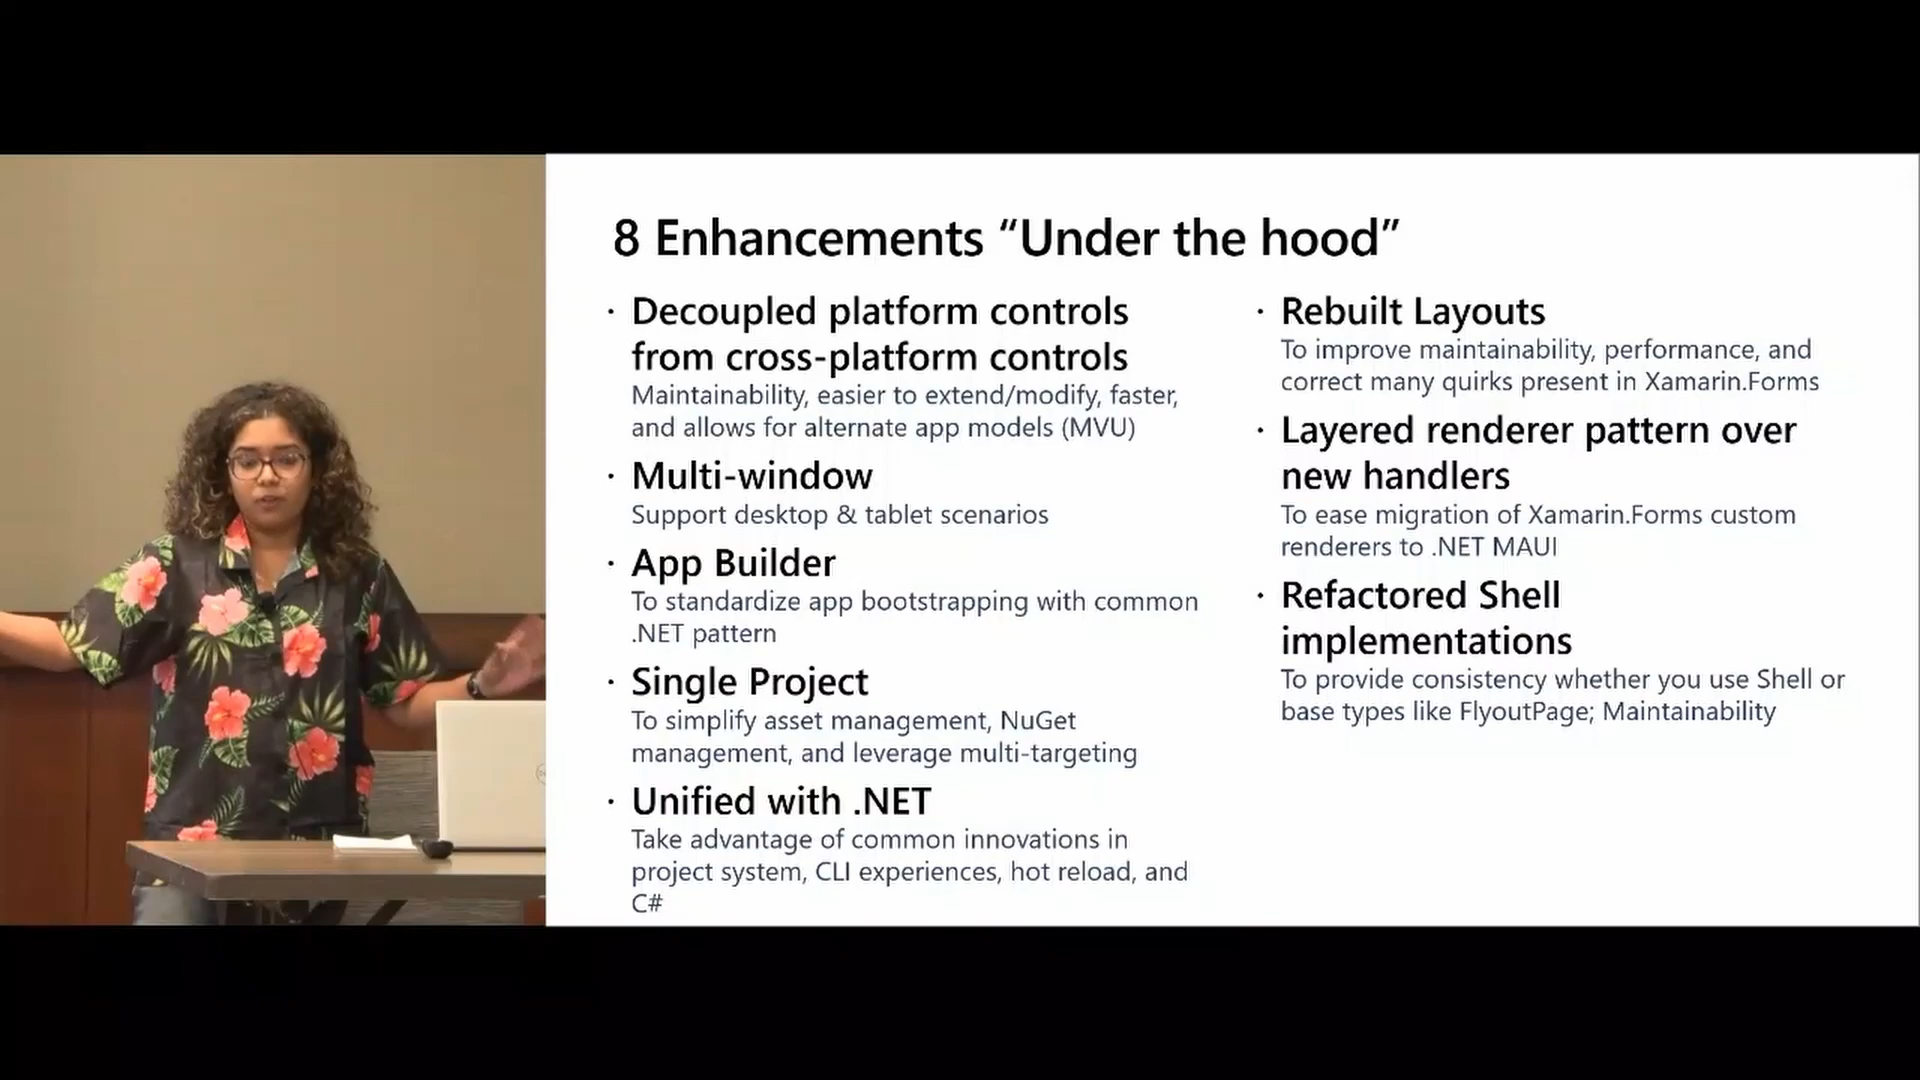 8 Enhancements “Under the hood”
· Decoupled platform controls
from cross-platform controls
Maintainability, easier to extend/modify, faster,
and allows for alternate app models (MVU)
· Multi-window
Support desktop & tablet scenarios
· App Builder
To standardize app bootstrapping with common
.NET pattern
· Single Project
To simplify asset management, NuGet
management, and leverage multi-targeting
· Unified with .NET
Take advantage of common innovations in
project system, CLI experiences, hot reload, and
C#
· Rebuilt Layouts
To improve maintainability, performance, and
correct many quirks present in Xamarin.Forms
· Layered renderer pattern over
new handlers
To ease migration of Xamarin.Forms custom
renderers to .NET MAUI
· Refactored Shell
implementations
To provide consistency whether you use Shell or
base types like FlyoutPage; Maintainability